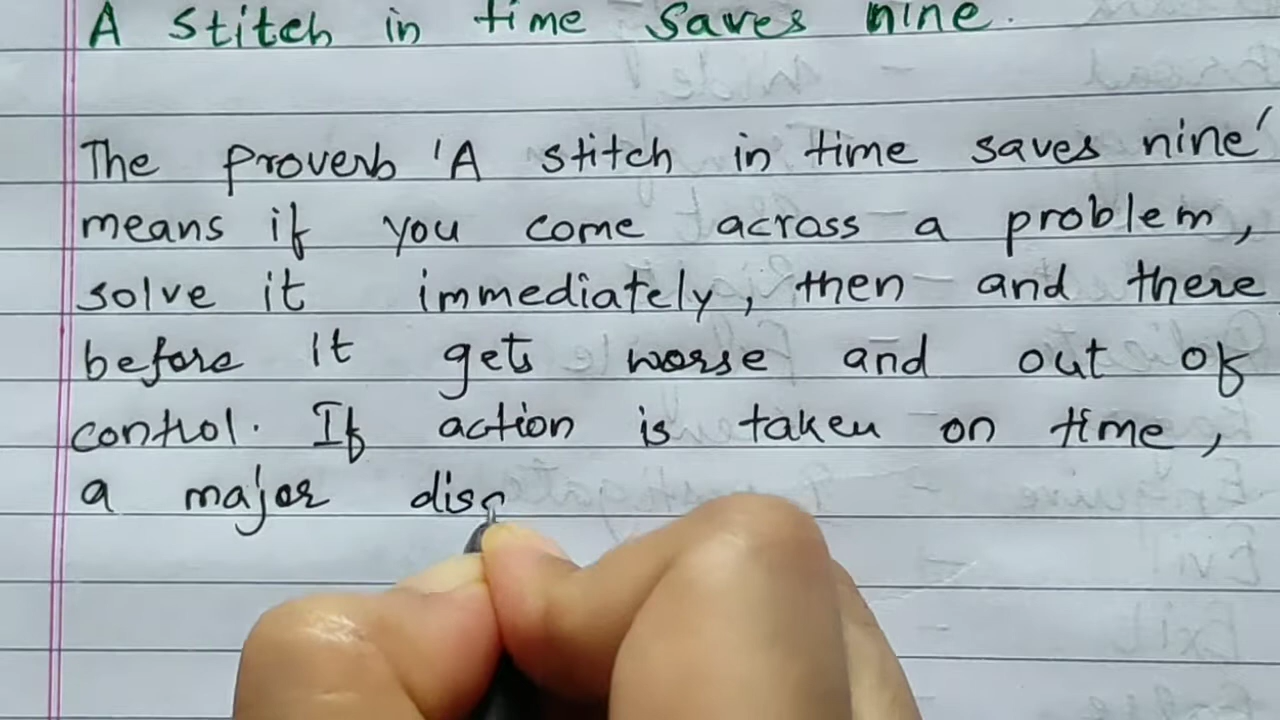 A stitch in time saves nine.
The proverb 'A stitch in time saves nine'
means if you come across a problem,
solve it immediately, then and there
before it gets worse and out of
control. If action is taken on time,
a major dis